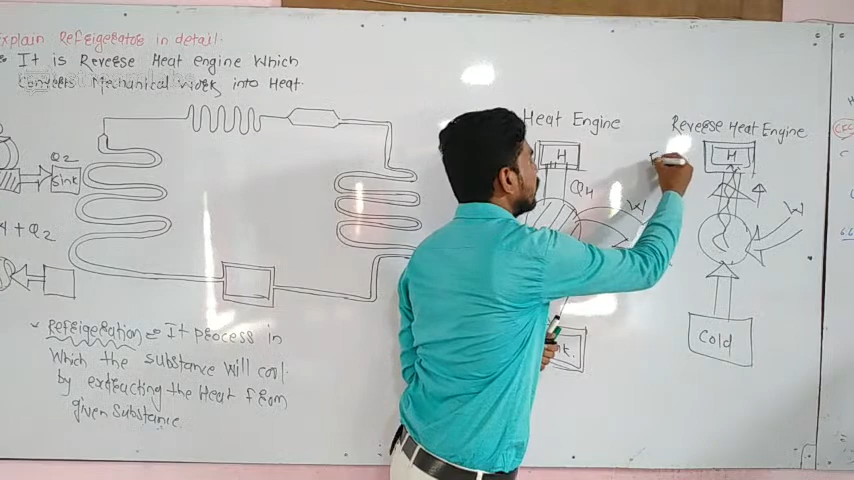 Explain Refrigerator in detail.
It is Reverse Heat engine Which
Converts Mechanical Work into Heat
Heat Engine
Reverse Heat Engine
H
H
Q2
Sink
QH
W
W
+ Q2
Refrigeration = It process in
Which the substance will cool
by exdracting the Heat from
given Substance.
Cold